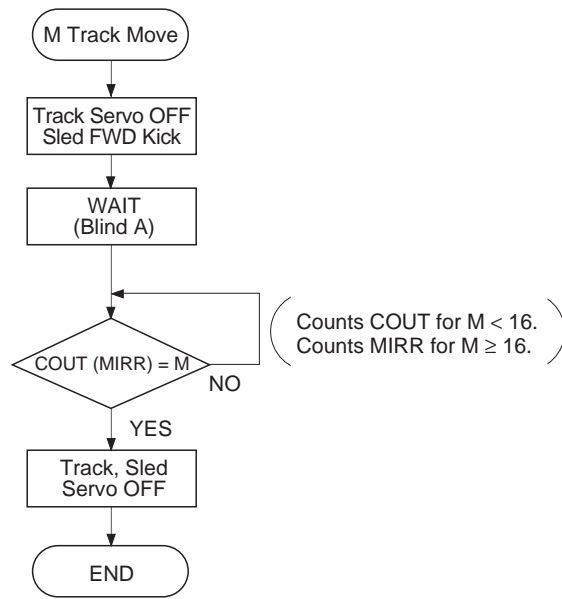 M Track Move
Track Servo OFF
Sled FWD Kick
WAIT
(Blind A)
Counts COUT for M < 16.
Counts MIRR for M ≥ 16.
COUT (MIRR) = M
NO
YES
Track, Sled
Servo OFF
END